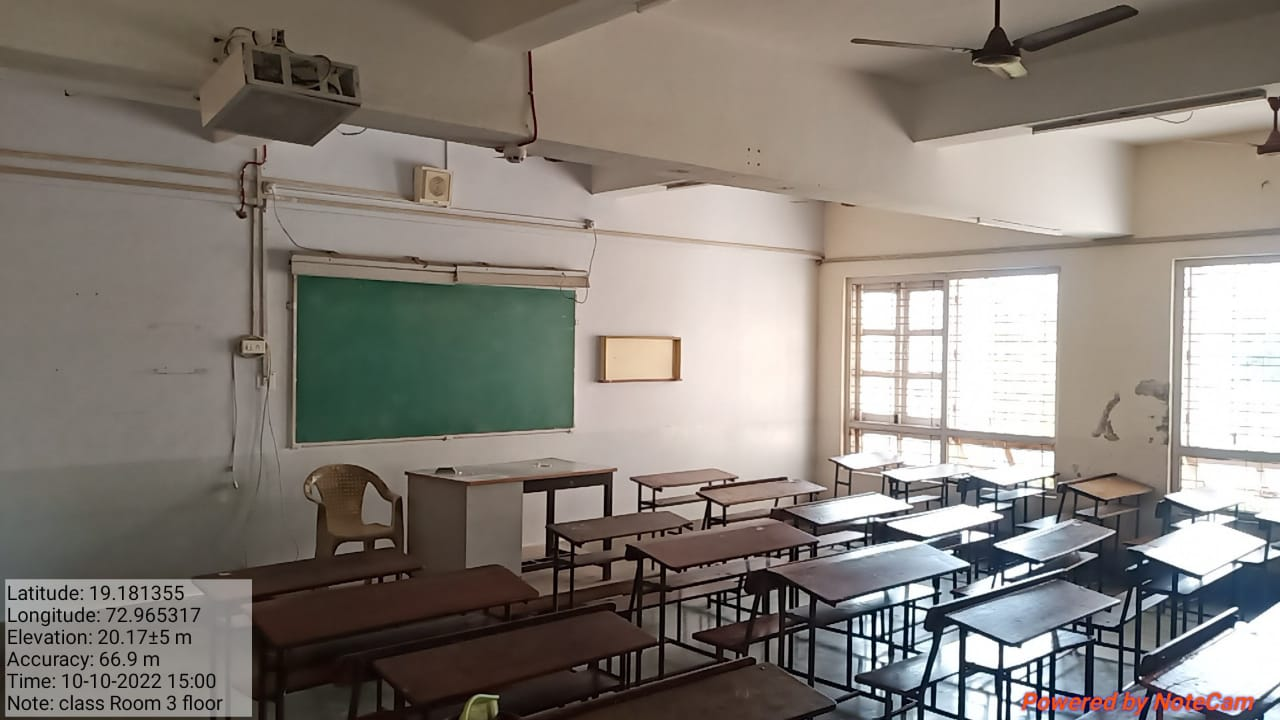 Latitude: 19.181355
Longitude: 72.965317
Elevation: 20.17±5 m
Accuracy: 66.9 m
Time: 10-10-2022 15:00
Note: class Room 3 floor
Powered by NoteCam